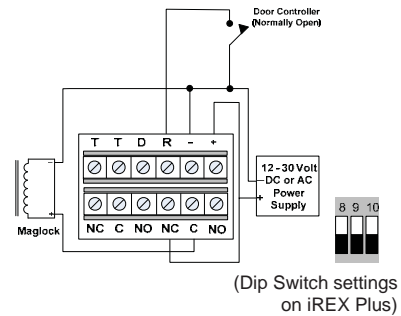 Door Controller
(Normally Open)
T T D R - +
12 - 30 Volt
DC or AC
Power
Supply
-
+
-
+
Maglock
NC C NO NC C NO
8 9 10
(Dip Switch settings
on iREX Plus)